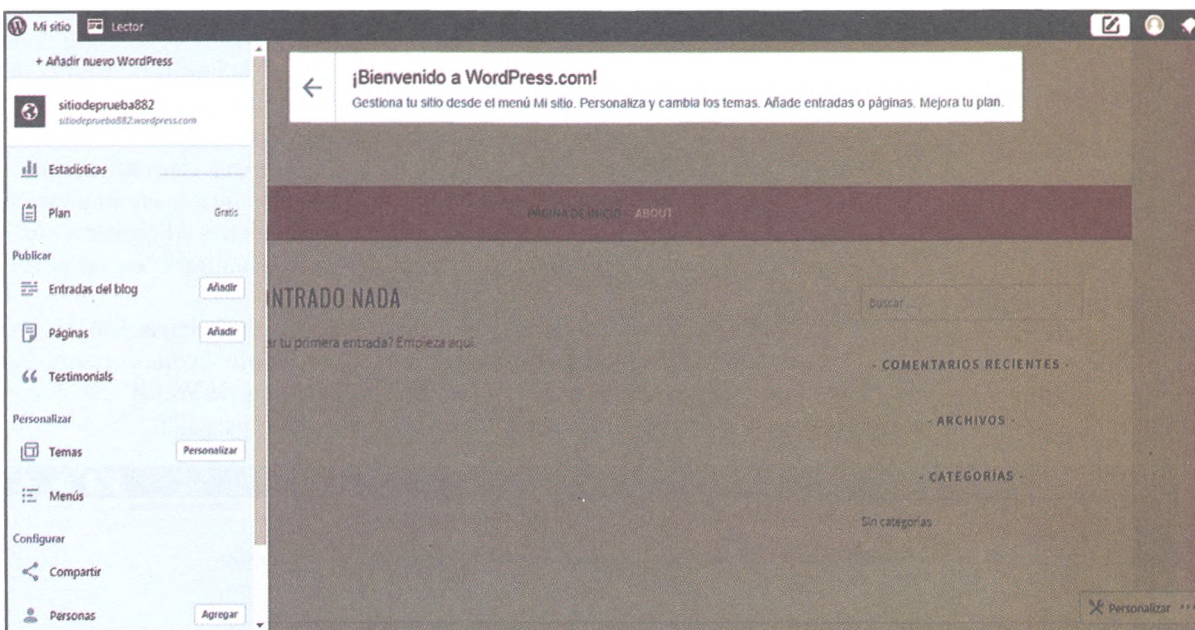 Mi sitio
Lector
+ Añadir nuevo WordPress
sitiodeprueba882
sitiodeprueba882.wordpress.com
Estadísticas
Plan Gratis
Publicar
Entradas del blog Añadir
Páginas Añadir
Testimonials
Personalizar
Temas Personalizar
Menús
Configurar
Compartir
Personas Agregar
¡Bienvenido a WordPress.com!
Gestiona tu sitio desde el menú Mi sitio. Personaliza y cambia los temas. Añade entradas o páginas. Mejora tu plan.
PÁGINA DE INICIO ABOUT
NTRADO NADA
ar tu primera entrada? Empieza aquí.
Buscar ...
- COMENTARIOS RECIENTES -
- ARCHIVOS -
- CATEGORÍAS -
Sin categorías
Personalizar ...